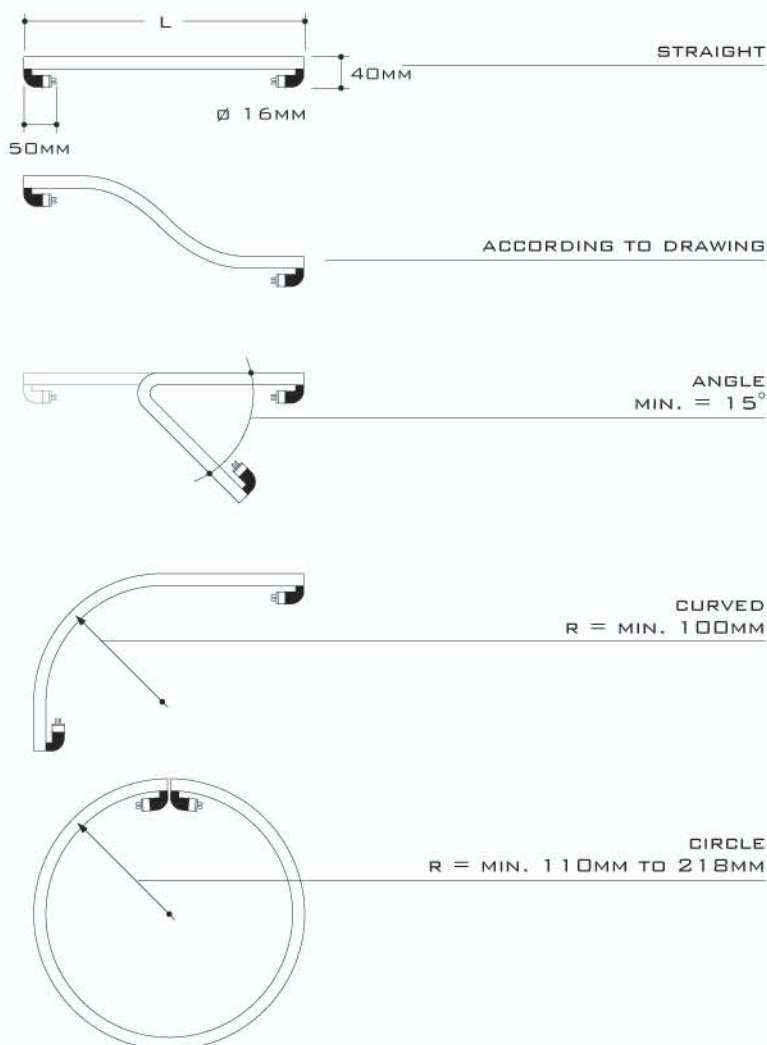 L
STRAIGHT
40MM
Ø 16MM
50MM
ACCORDING TO DRAWING
ANGLE
MIN. = 15°
CURVED
R = MIN. 100MM
CIRCLE
R = MIN. 110MM TO 218MM